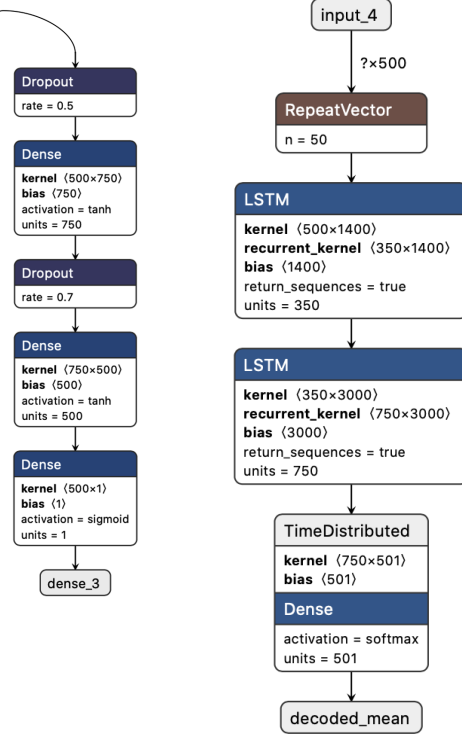 Dropout
rate = 0.5
Dense
kernel ⟨500×750⟩
bias ⟨750⟩
activation = tanh
units = 750
Dropout
rate = 0.7
Dense
kernel ⟨750×500⟩
bias ⟨500⟩
activation = tanh
units = 500
Dense
kernel ⟨500×1⟩
bias ⟨1⟩
activation = sigmoid
units = 1
dense_3
input_4
?×500
RepeatVector
n = 50
LSTM
kernel ⟨500×1400⟩
recurrent_kernel ⟨350×1400⟩
bias ⟨1400⟩
return_sequences = true
units = 350
LSTM
kernel ⟨350×3000⟩
recurrent_kernel ⟨750×3000⟩
bias ⟨3000⟩
return_sequences = true
units = 750
TimeDistributed
kernel ⟨750×501⟩
bias ⟨501⟩
Dense
activation = softmax
units = 501
decoded_mean